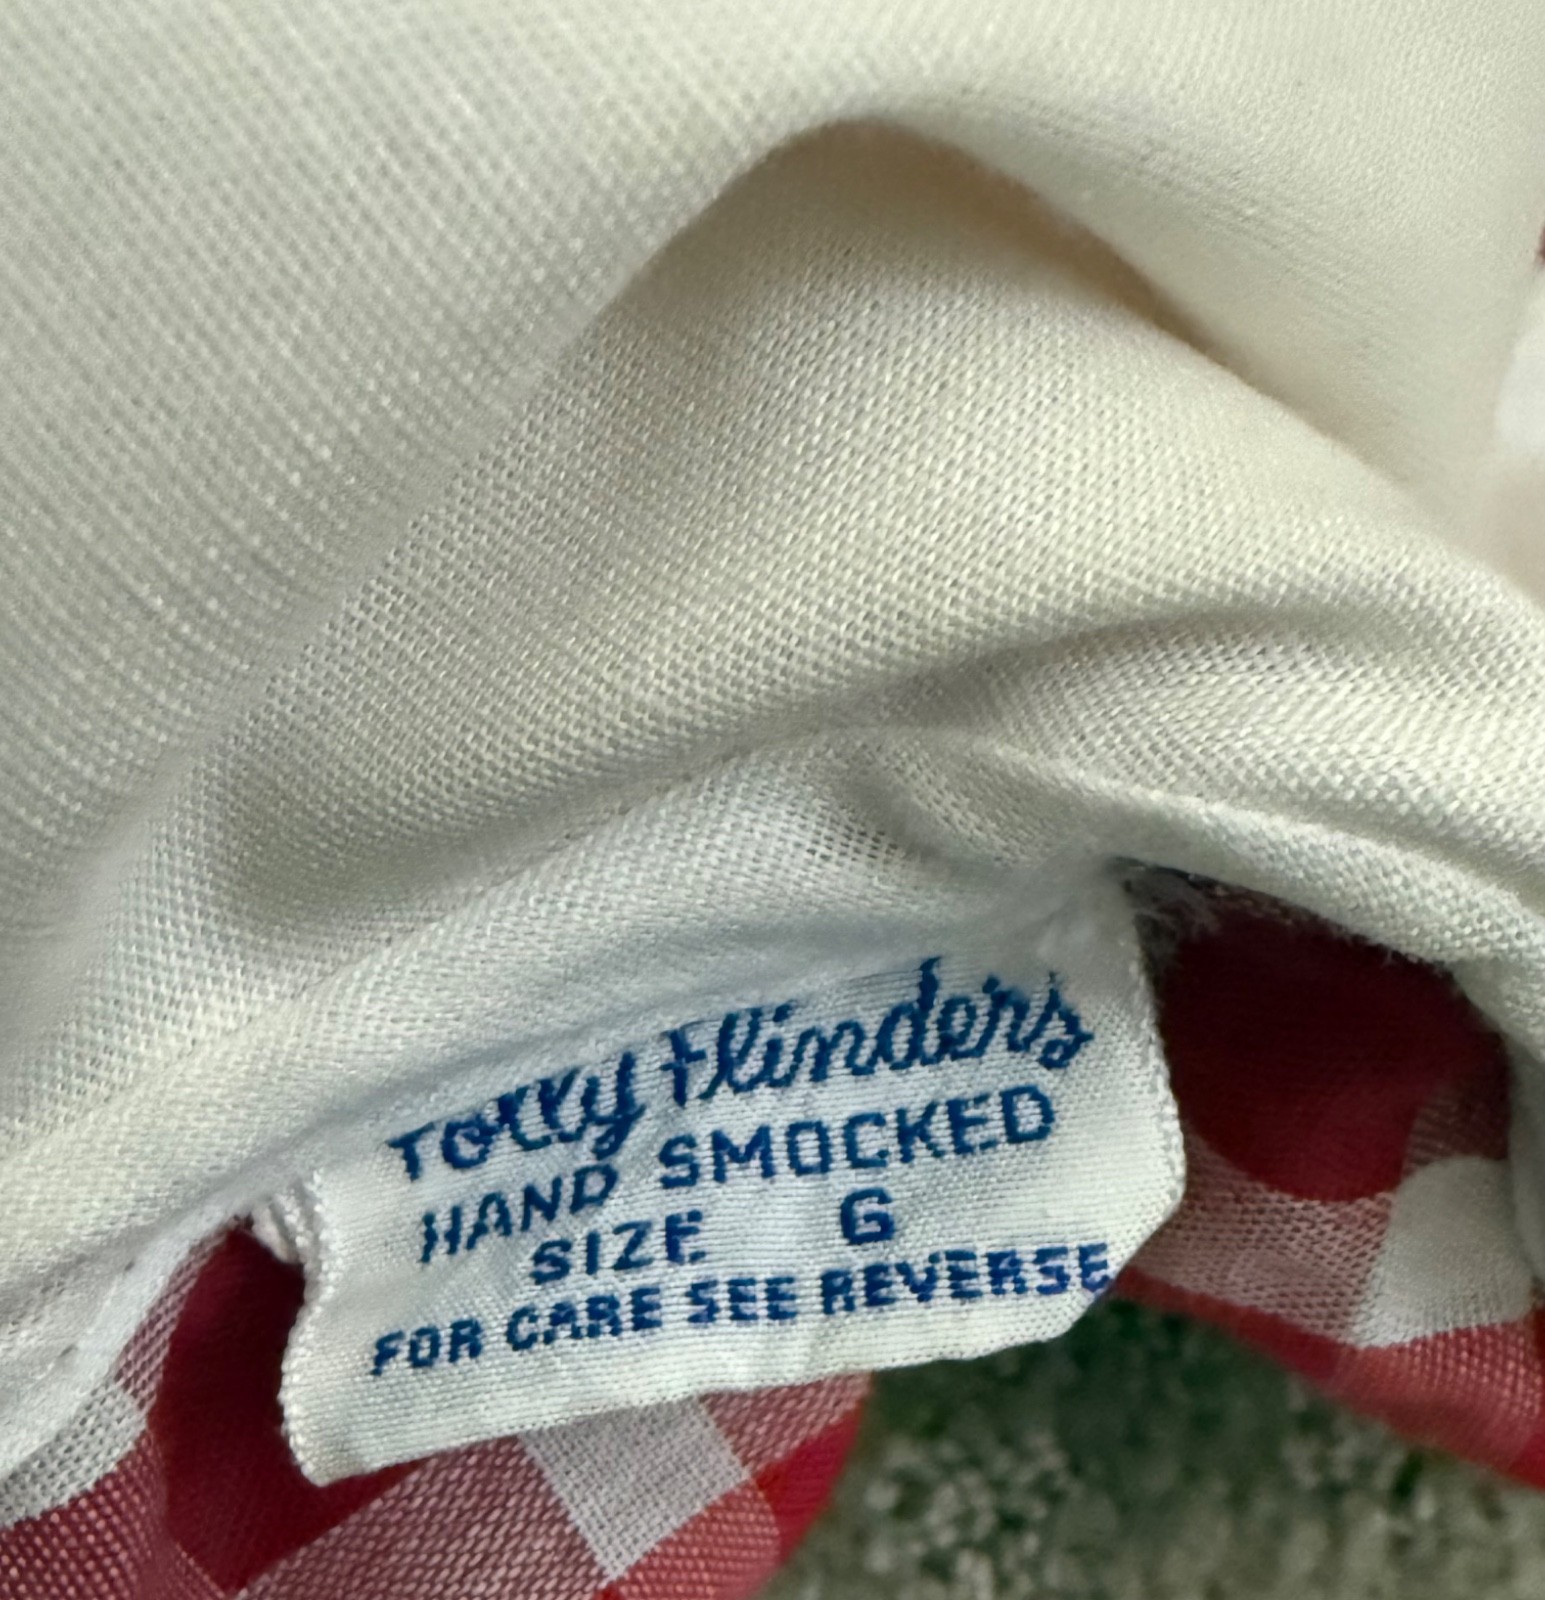 Polly Flinders
HAND SMOCKED
SIZE 6
FOR CARE SEE REVERSE